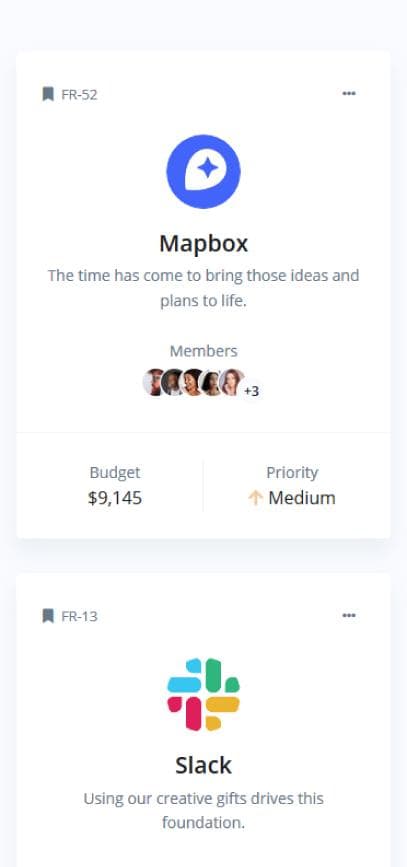 FR-52
Mapbox
The time has come to bring those ideas and
plans to life.
Members
+3
Budget
Priority
$9,145
Medium
FR-13
Slack
Using our creative gifts drives this
foundation.